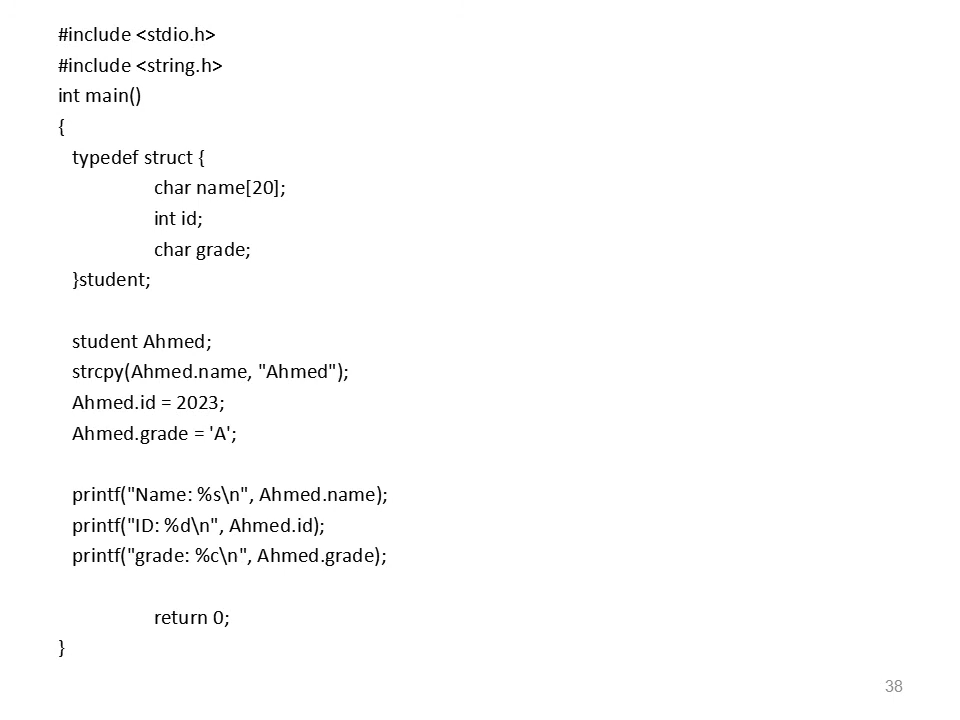 #include <stdio.h>
#include <string.h>
int main()
{
typedef struct {
char name[20];
int id;
char grade;
}student;
student Ahmed;
strcpy(Ahmed.name, "Ahmed");
Ahmed.id = 2023;
Ahmed.grade = 'A';
printf("Name: %s\n", Ahmed.name);
printf("ID: %d\n", Ahmed.id);
printf("grade: %c\n", Ahmed.grade);
return 0;
}
38